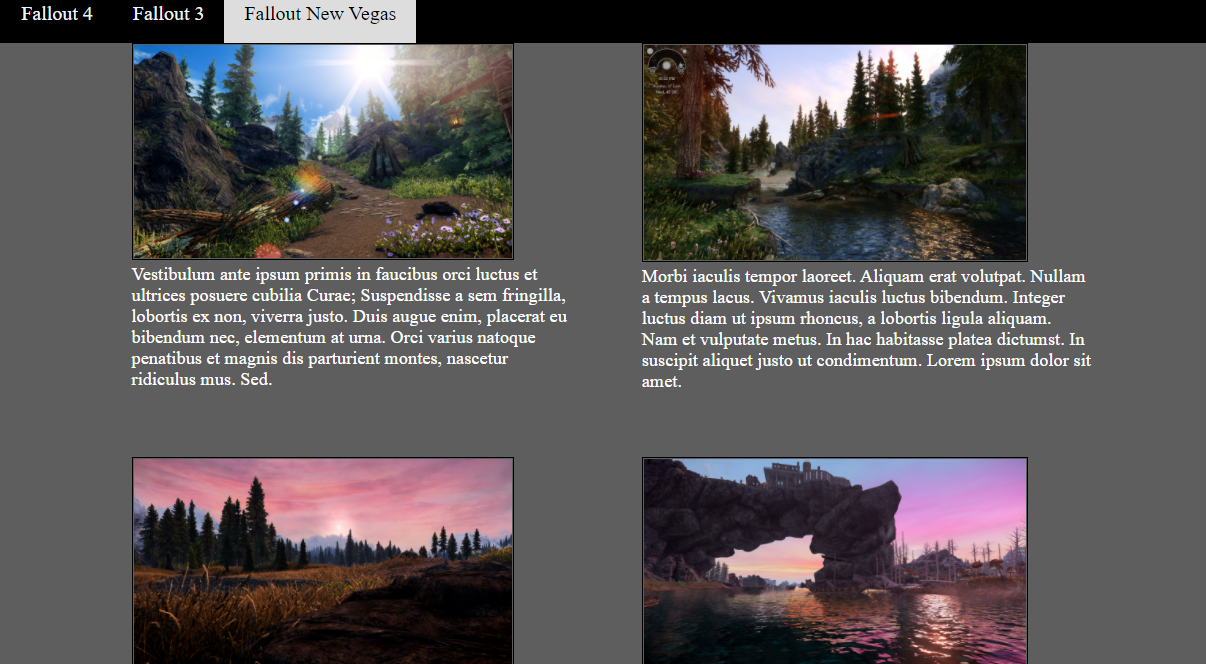 Fallout 4 Fallout 3 Fallout New Vegas
Vestibulum ante ipsum primis in faucibus orci luctus et
ultrices posuere cubilia Curae; Suspendisse a sem fringilla,
lobortis ex non, viverra justo. Duis augue enim, placerat eu
bibendum nec, elementum at urna. Orci varius natoque
penatibus et magnis dis parturient montes, nascetur
ridiculus mus. Sed.
Morbi iaculis tempor laoreet. Aliquam erat volutpat. Nullam
a tempus lacus. Vivamus iaculis luctus bibendum. Integer
luctus diam ut ipsum rhoncus, a lobortis ligula aliquam.
Nam et vulputate metus. In hac habitasse platea dictumst. In
suscipit aliquet justo ut condimentum. Lorem ipsum dolor sit
amet.